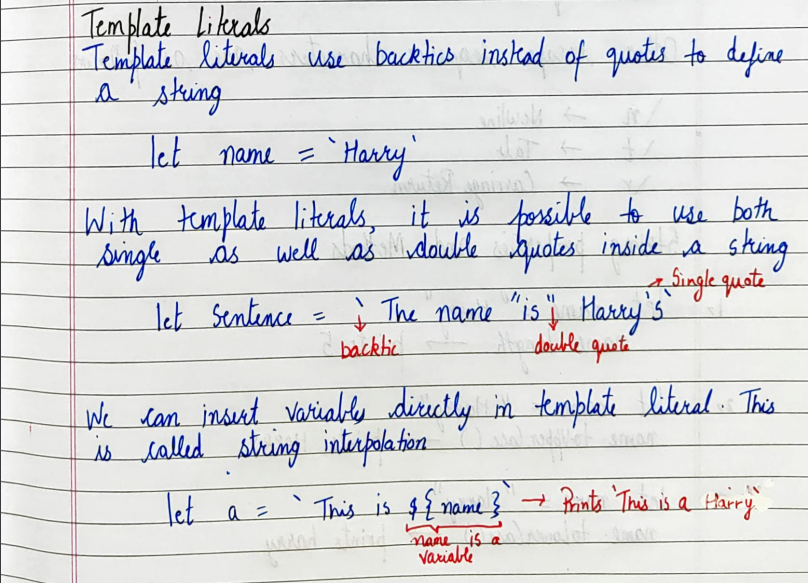 Template Literals
Template literals use backtics instead of quotes to define
a string
let name = `Harry`
With template literals, it is possible to use both
single as well as double quotes inside a string
→ Single quote
let Sentence = ` The name "is" Harry's`
backtic double quote
We can insert variables directly in template literal. This
is called string interpolation
let a = ` This is ${name}` → Prints 'This is a Harry`
name is a
variable